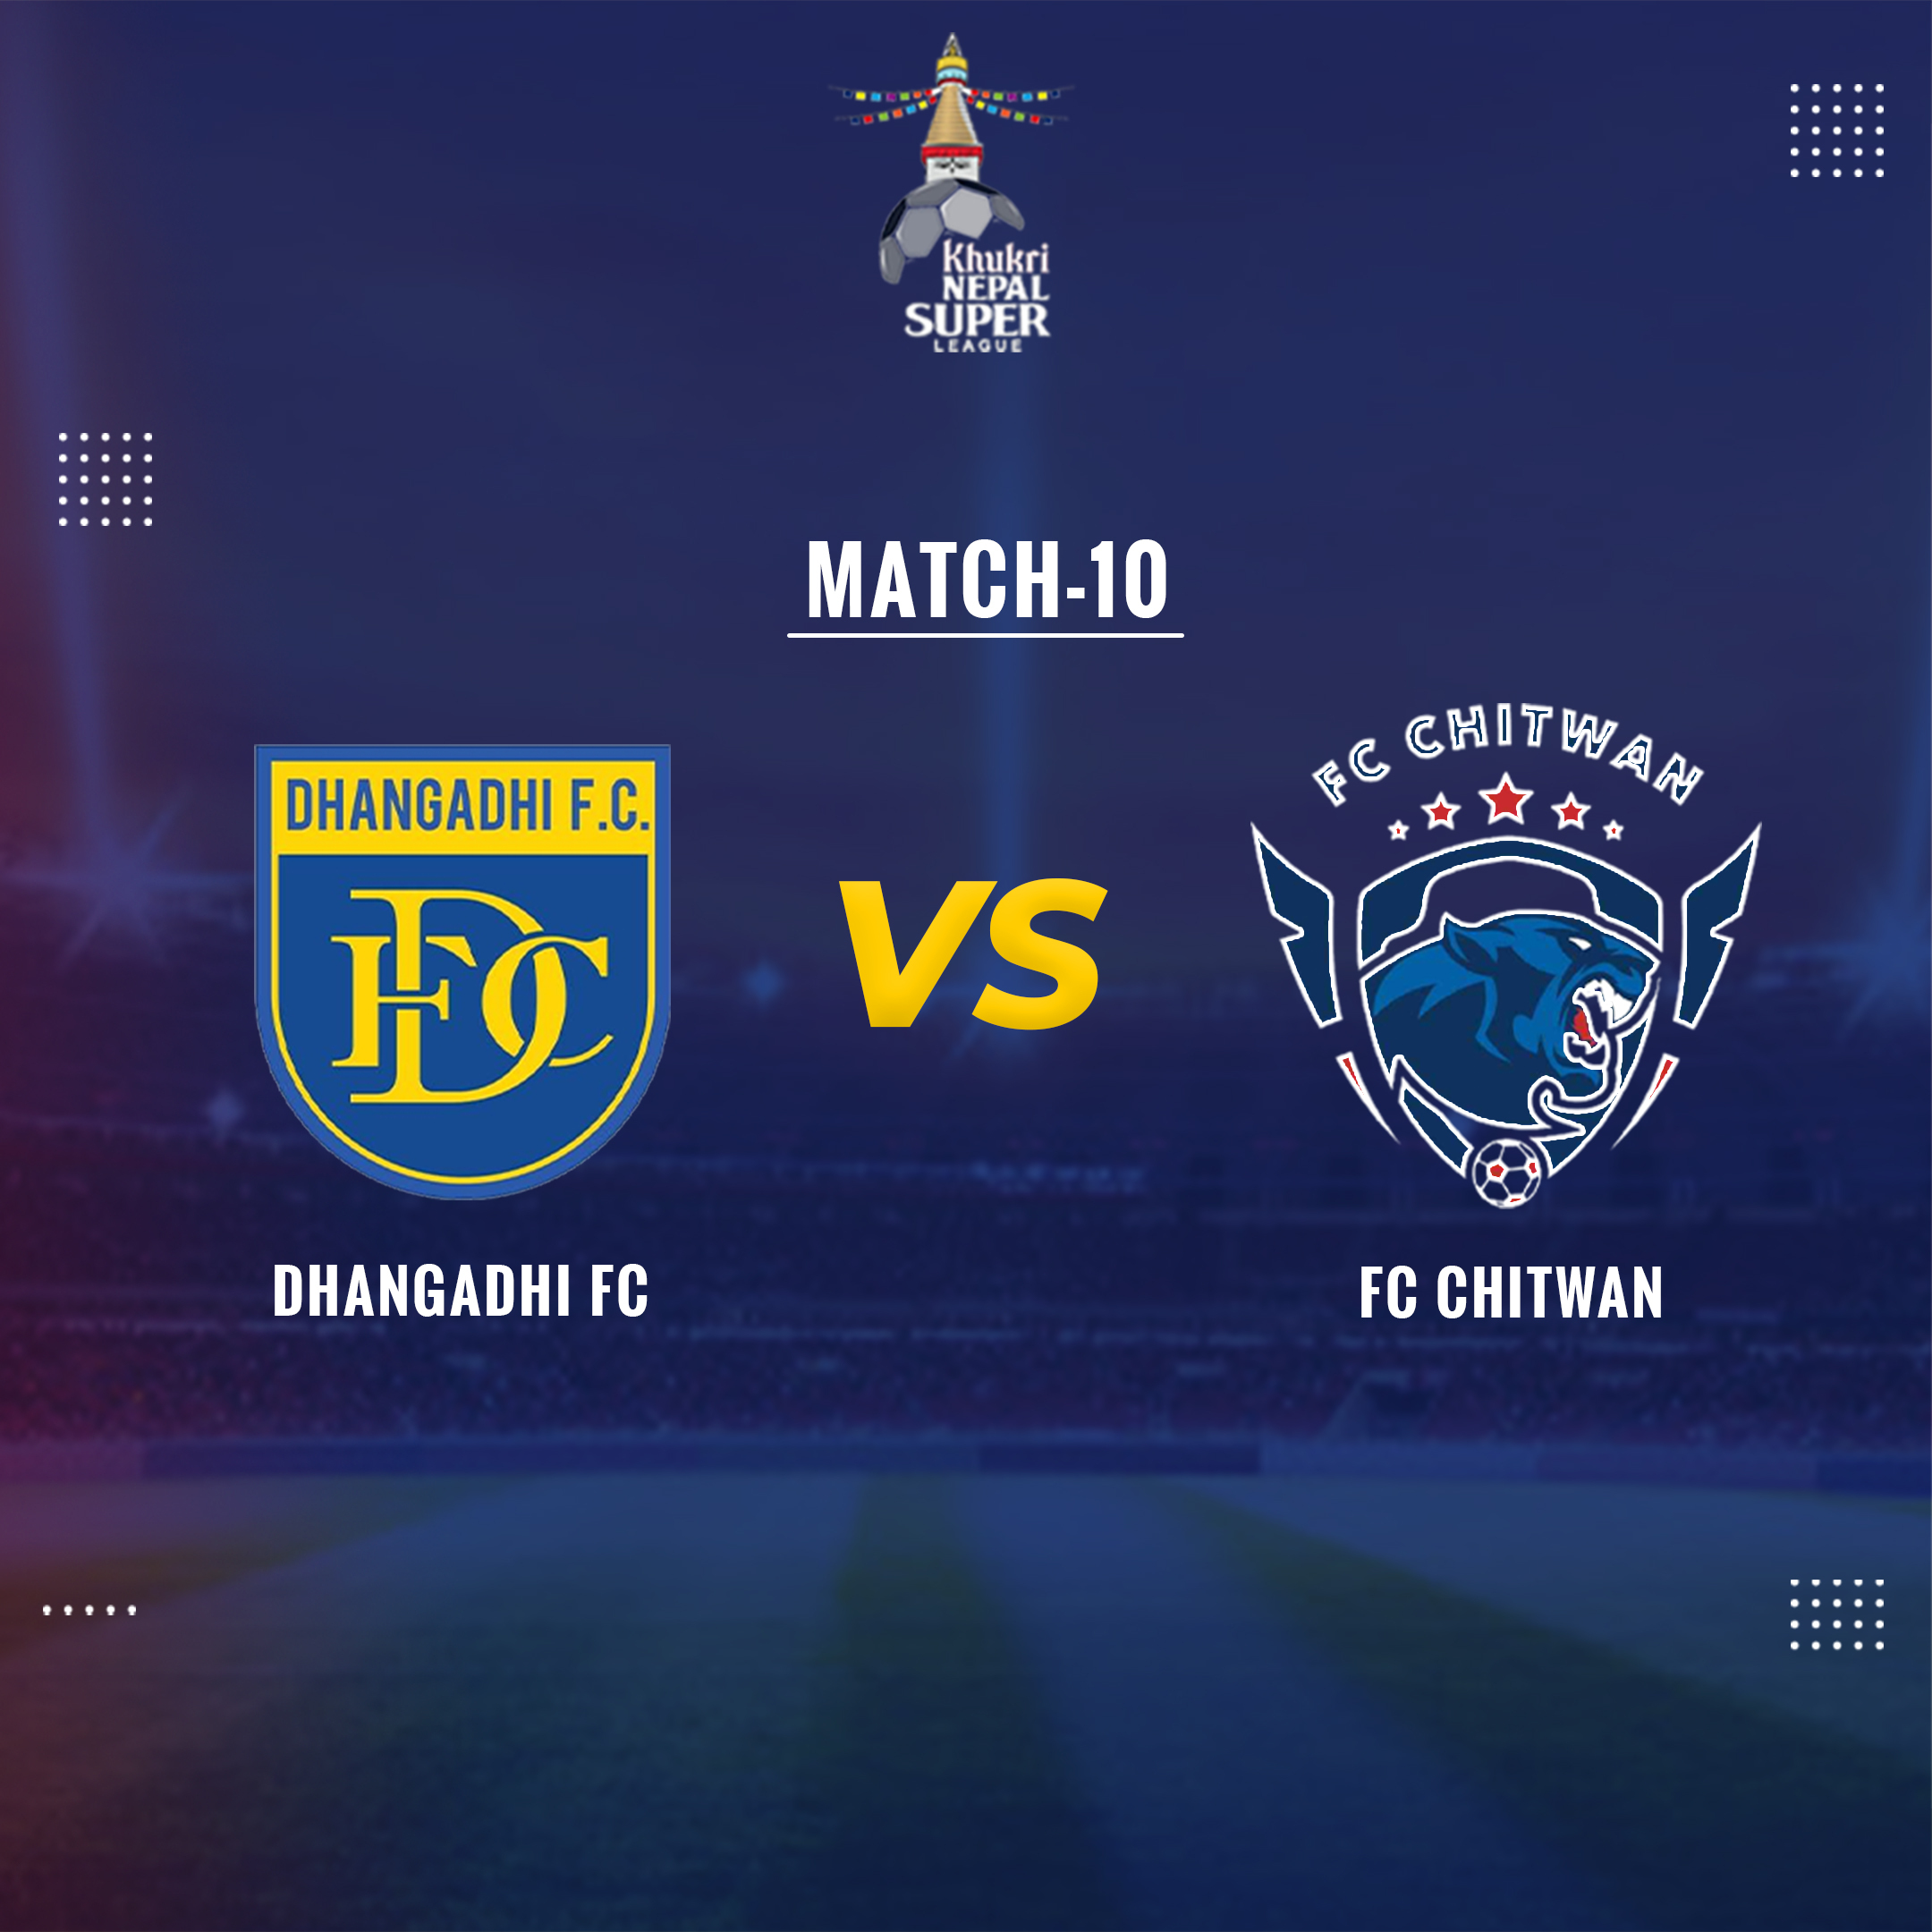 Khukri
NEPAL
SUPER
LEAGUE
MATCH-10
DHANGADHI F.C.
DFC
VS
FC CHITWAN
DHANGADHI FC
FC CHITWAN